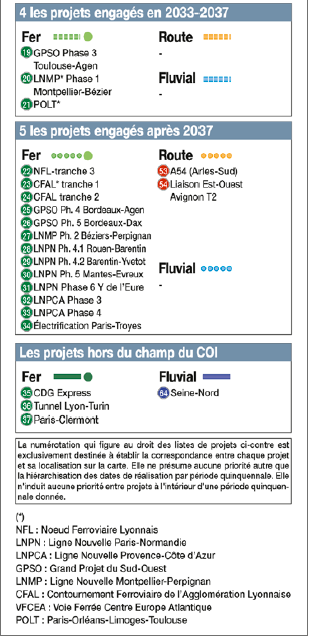 4 les projets engagés en 2033-2037
Fer
19 GPSO Phase 3
Toulouse-Agen
20 LNMP* Phase 1
Montpellier-Bézier
21 POLT*
Route
-
Fluvial
-
5 les projets engagés après 2037
Fer
22 NFL-tranche 3
23 CFAL* tranche 1
24 CFAL tranche 2
25 GPSO Ph. 4 Bordeaux-Agen
26 GPSO Ph. 5 Bordeaux-Dax
27 LNMP Ph. 2 Béziers-Perpignan
28 LNPN Ph. 4.1 Rouen-Barentin
29 LNPN Ph. 4.2 Barentin-Yvetot
30 LNPN Ph. 5 Mantes-Evreux
31 LNPN Phase 6 Y de l'Eure
32 LNPCA Phase 3
33 LNPCA Phase 4
34 Électrification Paris-Troyes
Route
53 A54 (Arles-Sud)
54 Liaison Est-Ouest
Avignon T2
Fluvial
-
Les projets hors du champ du COI
Fer
35 CDG Express
36 Tunnel Lyon-Turin
37 Paris-Clermont
Fluvial
64 Seine-Nord
La numérotation qui figure au droit des listes de projets ci-contre est
exclusivement destinée à établir la correspondance entre chaque projet
et sa localisation sur la carte. Elle ne présume aucune priorité autre que
la hiérarchisation des dates de réalisation par période quinquennale. Elle
n'induit aucune priorité entre projets à l'intérieur d'une période quinquen-
nale donnée.
(*)
NFL : Noeud Ferroviaire Lyonnais
LNPN : Ligne Nouvelle Paris-Normandie
LNPCA : Ligne Nouvelle Provence-Côte d'Azur
GPSO : Grand Projet du Sud-Ouest
LNMP : Ligne Nouvelle Montpellier-Perpignan
CFAL : Contournement Ferroviaire de l'Agglomération Lyonnaise
VFCEA : Voie Ferrée Centre Europe Atlantique
POLT : Paris-Orléans-Limoges-Toulouse